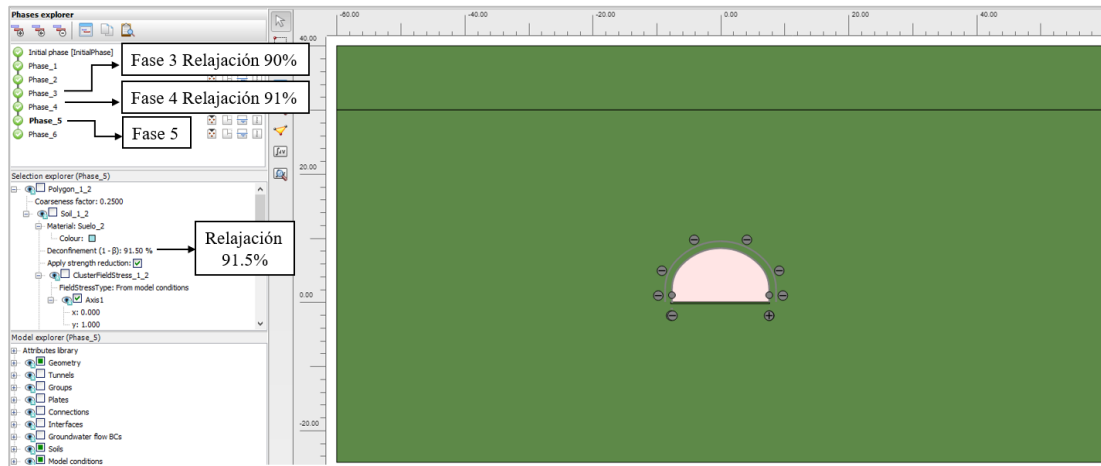 Phases explorer
Initial phase [InitialPhase]
Phase_1
Phase_2
Phase_3
Phase_4
Phase_5
Phase_6
Fase 3 Relajación 90%
Fase 4 Relajación 91%
Fase 5
Selection explorer (Phase_5)
Polygon_1_2
Coarseness factor: 0.2500
Soil_1_2
Material: Suelo_2
Colour:
Deconfinement (1 - β): 91.50 %
Apply strength reduction:
ClusterFieldStress_1_2
FieldStressType: From model conditions
Axis1
x: 0.000
y: 1.000
Relajación
91.5%
Model explorer (Phase_5)
Attributes library
Geometry
Tunnels
Groups
Plates
Connections
Interfaces
Groundwater flow BCs
Soils
Model conditions
-60.00
-40.00
-20.00
0.00
20.00
40.00
40.00
20.00
0.00
-20.00